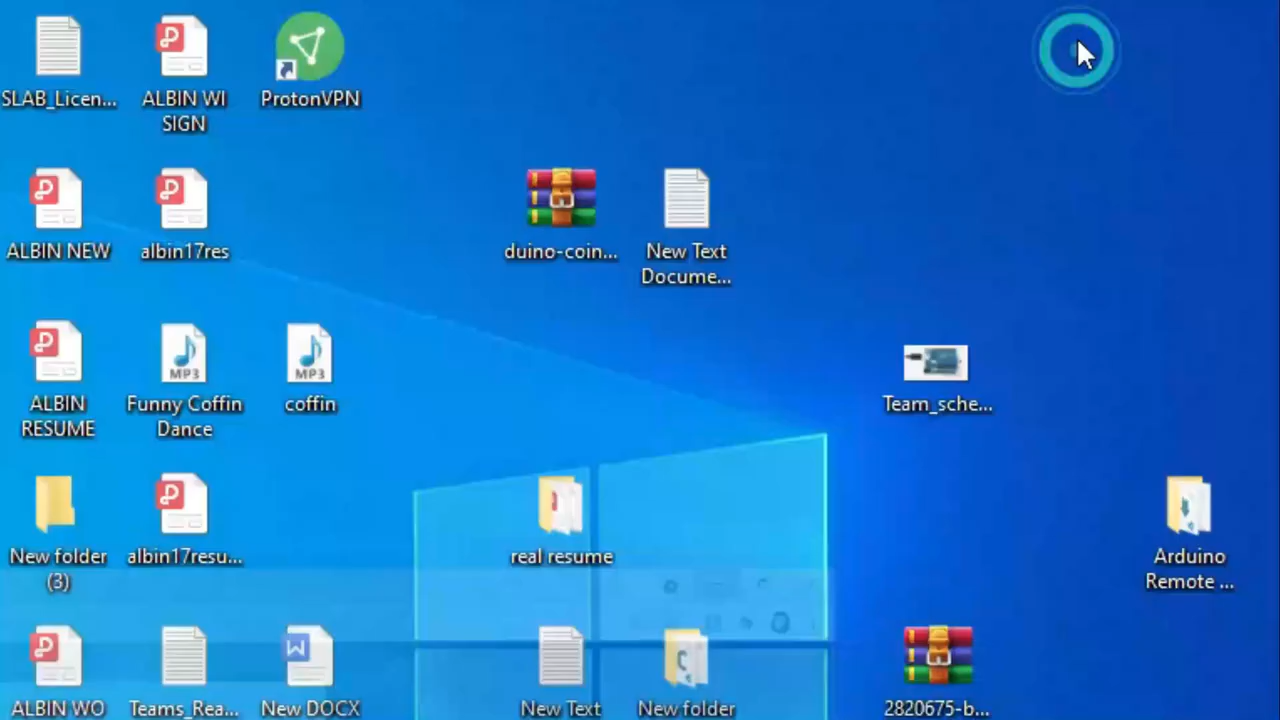 SLAB_Licen...
ALBIN WI
SIGN
ProtonVPN
ALBIN NEW
albin17res
duino-coin...
New Text
Docume...
ALBIN
RESUME
Funny Coffin
Dance
coffin
Team_sche...
New folder
(3)
albin17resu...
real resume
Arduino
Remote ...
ALBIN WO
Teams_Rea...
New DOCX
New Text
New folder
2820675-b...
MP3
MP3